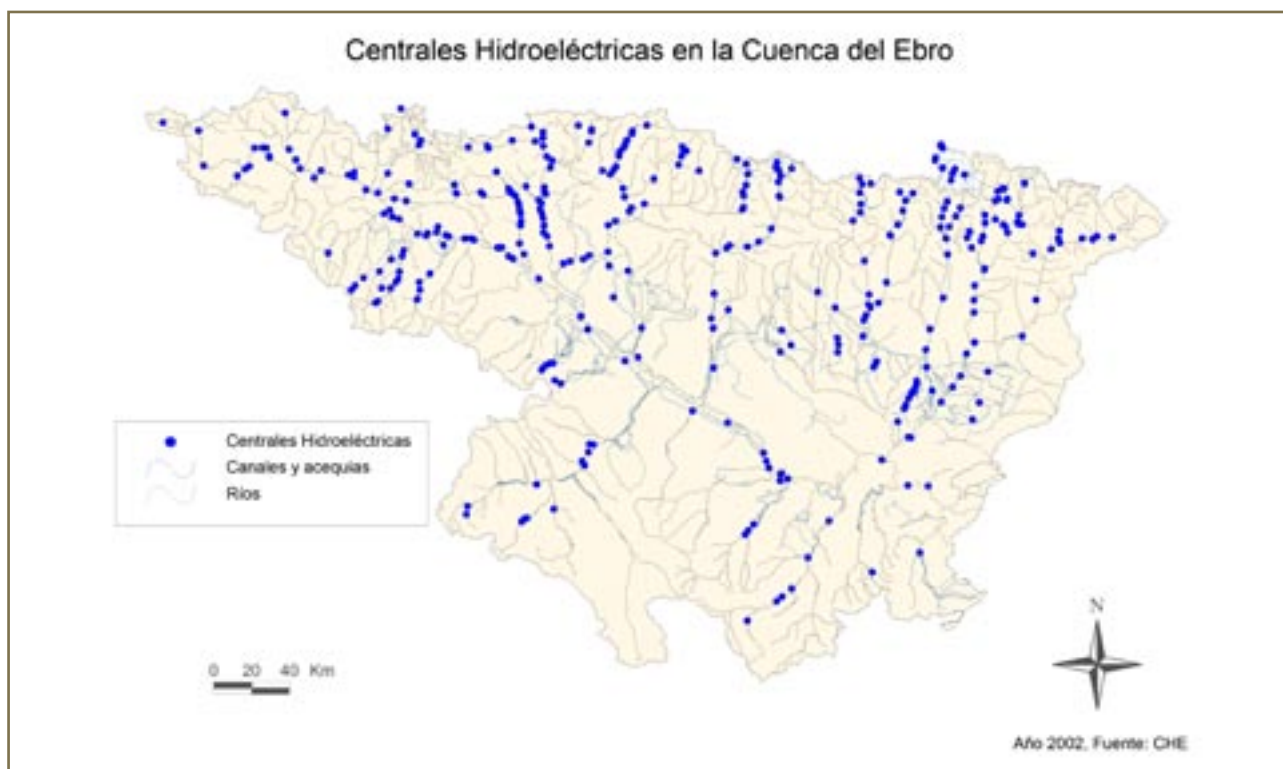 Centrales Hidroeléctricas en la Cuenca del Ebro
Centrales Hidroeléctricas
Canales y acequias
Ríos
0 20 40 Km
N
Año 2002, Fuente: CHE